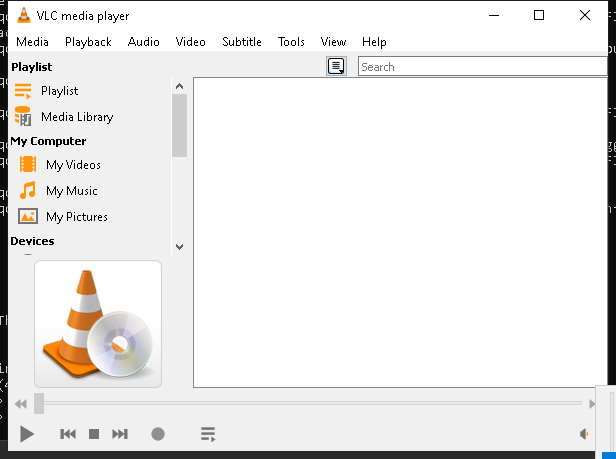 VLC media player
Media Playback Audio Video Subtitle Tools View Help
Playlist
Search
Playlist
Media Library
My Computer
My Videos
My Music
My Pictures
Devices